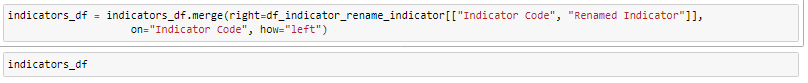 indicators_df = indicators_df.merge(right=df_indicator_rename_indicator[["Indicator Code", "Renamed Indicator"]],
                    on="Indicator Code", how="left")
indicators_df